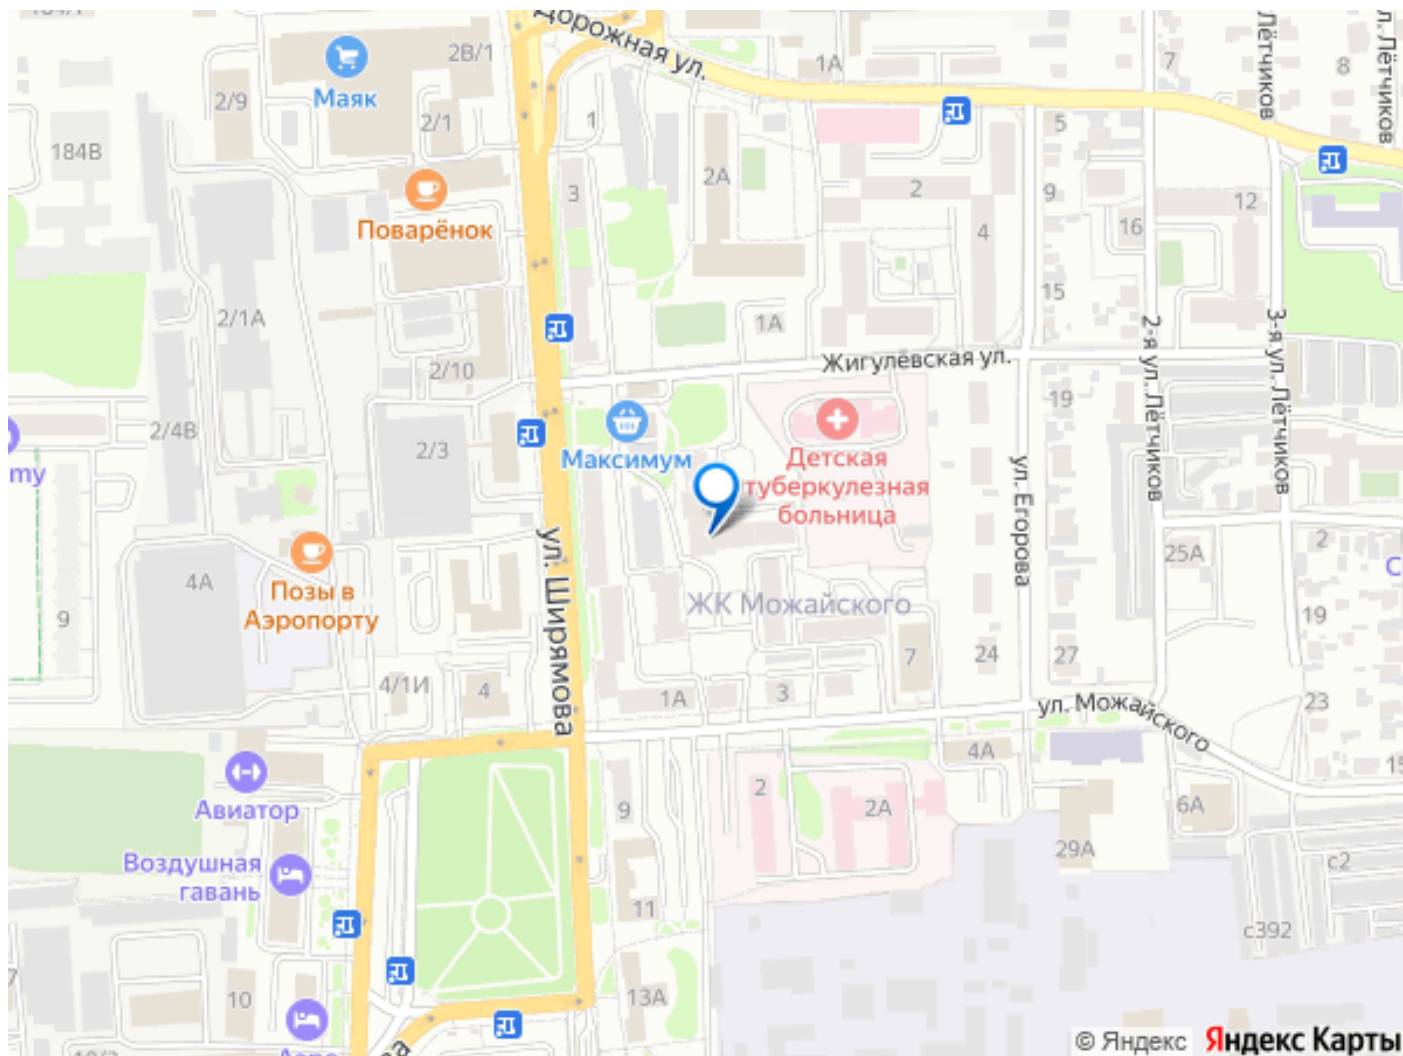 Дорожная ул.
2В/1
1А
7
8
Лётчиков
л. Лётчиков
Маяк
2/9
2/1
1
5
184В
2А
3
2
9
12
Поварёнок
4
16
15
2/1А
1А
2-я ул. Лётчиков
3-я ул. Лётчиков
Жигулёвская ул.
2/10
19
2/4В
2/3
Максимум
Детская
туберкулезная
больница
my
ул. Егорова
ул. Ширямова
25А
2
4А
Позы в
Аэропорту
ЖК Можайского
С
9
19
7
24
27
4/1И
4
1А
3
23
ул. Можайского
4А
15
Авиатор
9
2
2А
6А
29А
с2
Воздушная
гавань
11
с392
10
13А
© Яндекс Яндекс Карты